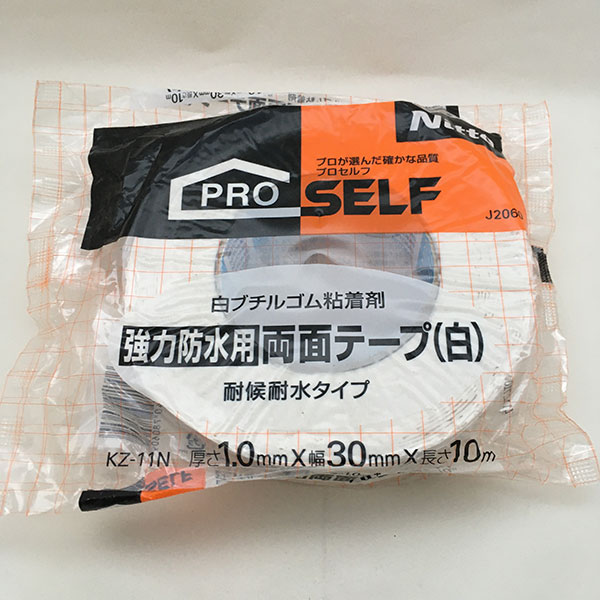 Nitto
プロが選んだ確かな品質
プロセルフ
PRO SELF
白ブチルゴム粘着剤
強力防水用両面テープ(白)
耐候耐水タイプ
KZ-11N 厚さ1.0mm×幅30mm×長さ10m
SELF